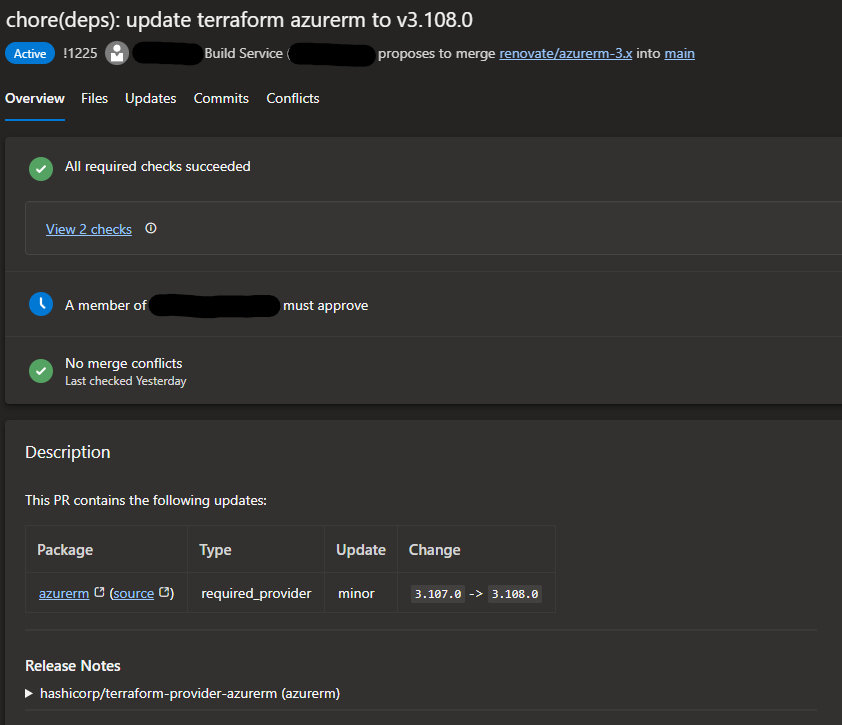 chore(deps): update terraform azurerm to v3.108.0
Active !1225 Build Service ( proposes to merge renovate/azurerm-3.x into main
Overview Files Updates Commits Conflicts
All required checks succeeded
View 2 checks
A member of must approve
No merge conflicts
Last checked Yesterday
Description
This PR contains the following updates:
Package Type Update Change
azurerm (source) required_provider minor 3.107.0 -> 3.108.0
Release Notes
hashicorp/terraform-provider-azurerm (azurerm)